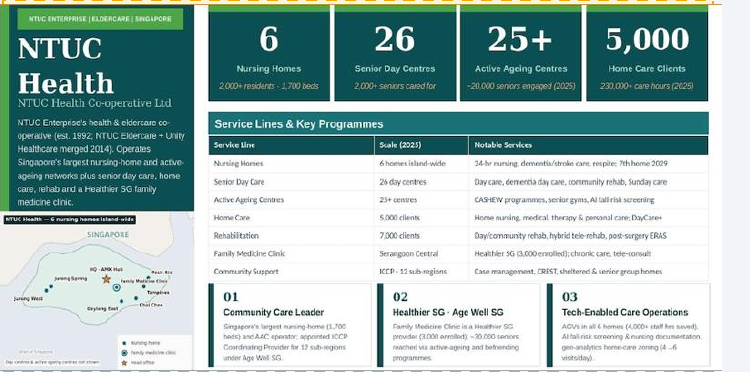 NTUC ENTERPRISE | ELDERCARE | SINGAPORE
NTUC
Health
NTUC Health Co-operative Ltd
NTUC Enterprise's health & eldercare co-
operative (est. 1992; NTUC Eldercare + Unity
Healthcare merged 2014). Operates
Singapore's largest nursing-home and active-
ageing networks plus senior day care, home
care, rehab and a Healthier SG family
medicine clinic.
NTUC Health — 6 nursing homes island-wide
SINGAPORE
HQ · AMK Hub
Jurong Spring
Pasir Ris
Family Medicine Clinic
Tampines
Jurong West
Geylang East
Chai Chee
Nursing home
Family medicine clinic
Head office
Day centres & active ageing centres not shown
6
Nursing Homes
2,000+ residents · 1,700 beds
26
Senior Day Centres
2,000+ seniors cared for
25+
Active Ageing Centres
~20,000 seniors engaged (2025)
5,000
Home Care Clients
230,000+ care hours (2025)
Service Lines & Key Programmes
Service Line Scale (2025) Notable Services
Nursing Homes 6 homes island-wide 24-hr nursing, dementia/stroke care, respite; 7th home 2029
Senior Day Care 26 day centres Day care, dementia day care, community rehab, Sunday care
Active Ageing Centres 25+ centres CASHEW programmes, senior gyms, AI fall-risk screening
Home Care 5,000 clients Home nursing, medical, therapy & personal care; DayCare+
Rehabilitation 7,000 clients Day/community rehab, hybrid tele-rehab, post-surgery ERAS
Family Medicine Clinic Serangoon Central Healthier SG (3,000 enrolled); chronic care, tele-consult
Community Support ICCP · 12 sub-regions Case management, CREST, sheltered & senior group homes
01
Community Care Leader
Singapore's largest nursing-home (1,700
beds) and AAC operator; appointed ICCP
Coordinating Provider for 12 sub-regions
under Age Well SG.
02
Healthier SG · Age Well SG
Family Medicine Clinic is a Healthier SG
provider (3,000 enrolled); ~30,000 seniors
reached via active-ageing and befriending
programmes.
03
Tech-Enabled Care Operations
AGVs in all 6 homes (4,000+ staff hrs saved),
AI fall-risk screening & nursing documentation,
geo-analytics home-care zoning (4→6
visits/day).